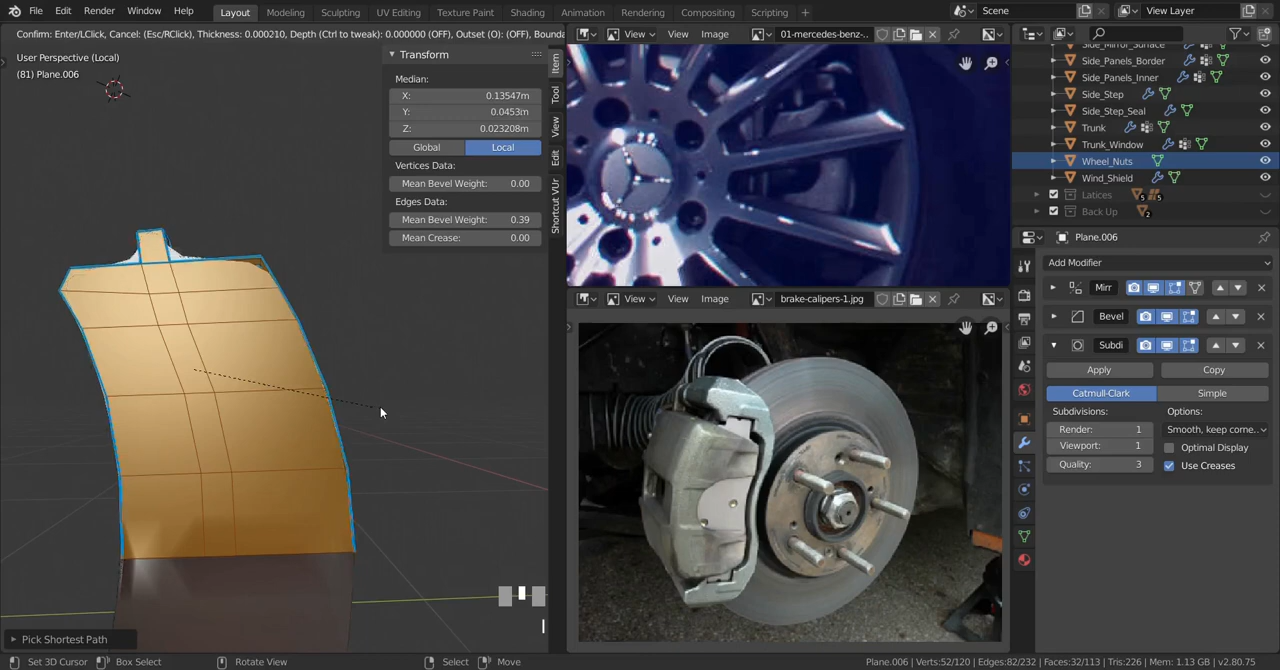 File Edit Render Window Help
Layout Modeling Sculpting UV Editing Texture Paint Shading Animation Rendering Compositing Scripting +
Scene
View Layer
Confirm: Enter/LClick, Cancel: (Esc/RClick), Thickness: 0.000210, Depth (Ctrl to tweak): 0.000000 (OFF), Outset (O): (OFF), Bounda
User Perspective (Local)
(81) Plane.006
Transform
Median:
X: 0.13547m
Y: 0.0453m
Z: 0.023208m
Global Local
Vertices Data:
Mean Bevel Weight: 0.00
Edges Data:
Mean Bevel Weight: 0.39
Mean Crease: 0.00
Item
Tool
View
Edit
Shortcut VUr
View View Image 01-mercedes-benz-..
View View Image brake-calipers-1.jpg
Side_Mirror_Surface
Side_Panels_Border
Side_Panels_Inner
Side_Step
Side_Step_Seal
Trunk
Trunk_Window
Wheel_Nuts
Wind_Shield
Latices 5 5
Back Up 2
Plane.006
Add Modifier
Mirr
Bevel
Subdi
Apply Copy
Catmull-Clark Simple
Subdivisions: Options:
Render: 1 Smooth, keep corne..
Viewport: 1 Optimal Display
Quality: 3 Use Creases
Pick Shortest Path
Set 3D Cursor Box Select Rotate View Select Move
Plane.006 | Verts:52/120 | Edges:82/232 | Faces:32/113 | Tris:226 | Mem: 1.13 GB | v2.80.75